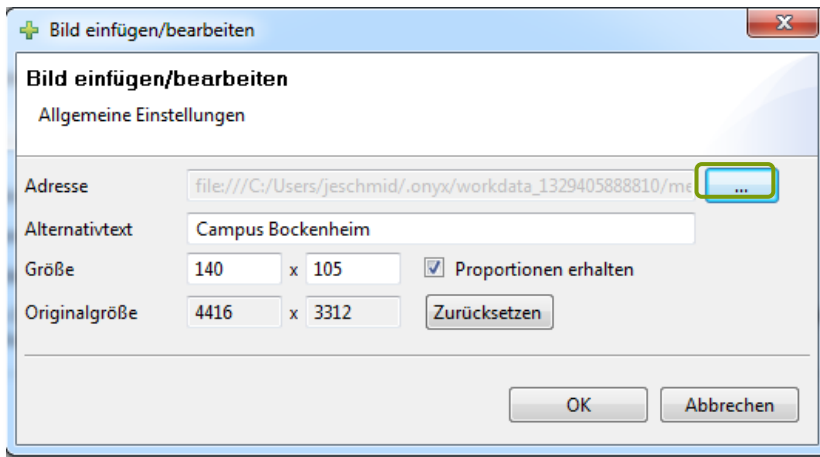 Bild einfügen/bearbeiten
Bild einfügen/bearbeiten
Allgemeine Einstellungen
Adresse file:///C:/Users/jeschmid/.onyx/workdata_1329405888810/me ...
Alternativtext Campus Bockenheim
Größe 140 x 105 Proportionen erhalten
Originalgröße 4416 x 3312 Zurücksetzen
OK Abbrechen